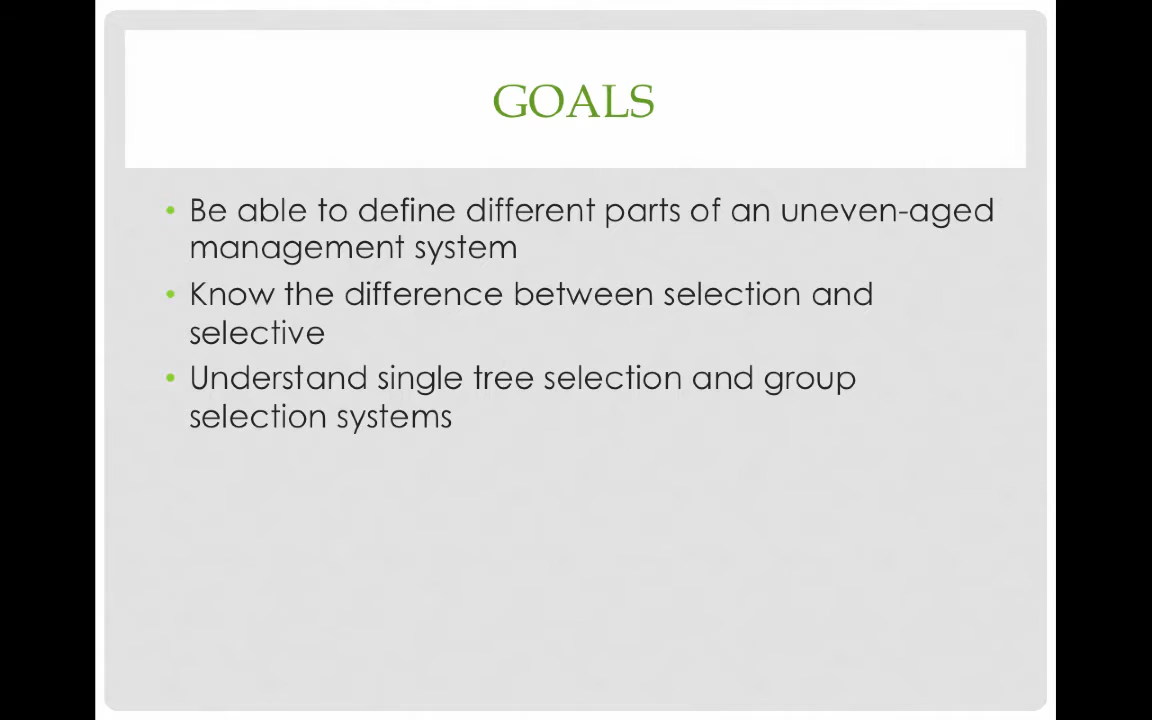 GOALS
• Be able to define different parts of an uneven-aged
management system
• Know the difference between selection and
selective
• Understand single tree selection and group
selection systems